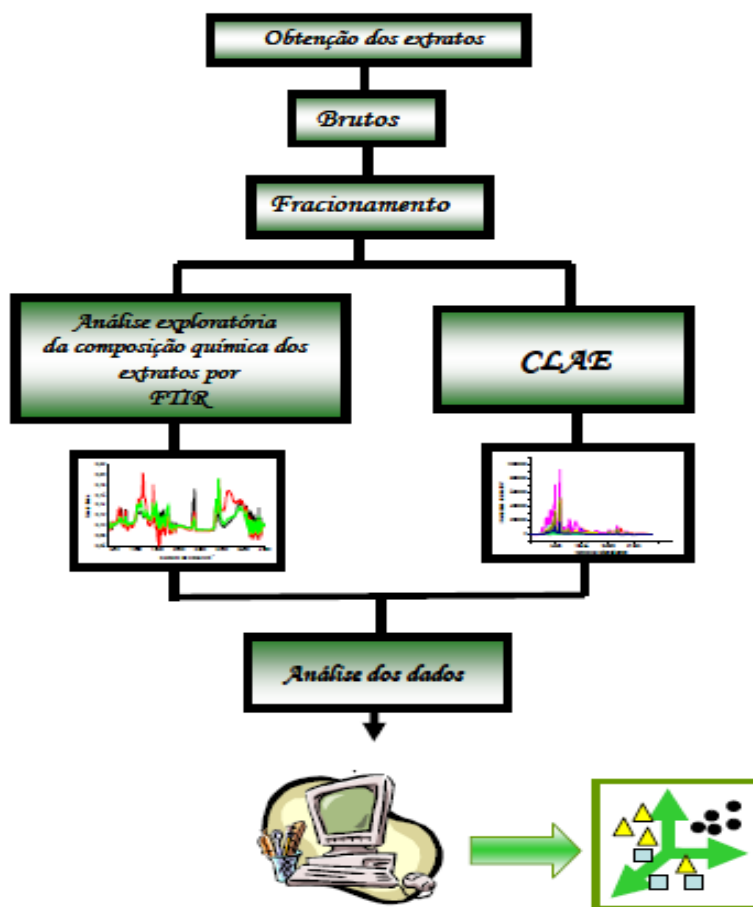 Obtenção dos extratos
Brutos
Fracionamento
Análise exploratória
da composição química dos
extratos por
FTIR
CLAE
Análise dos dados